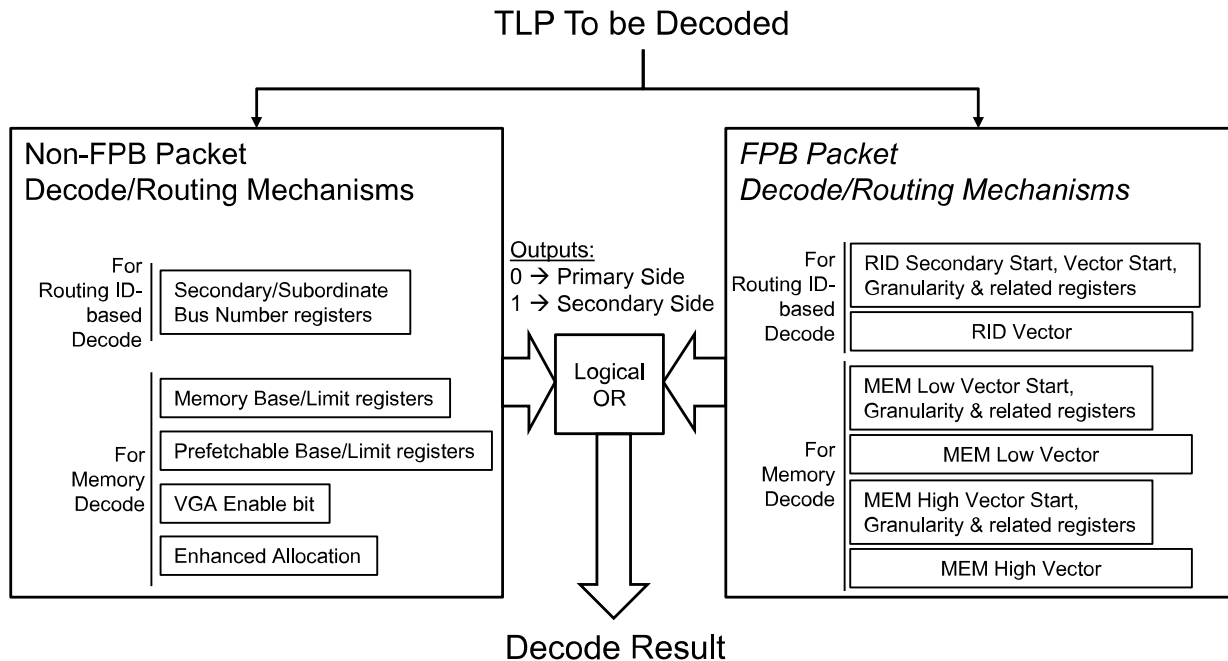 TLP To be Decoded
Non-FPB Packet
Decode/Routing Mechanisms
For
Routing ID-
based
Decode
Secondary/Subordinate
Bus Number registers
For
Memory
Decode
Memory Base/Limit registers
Prefetchable Base/Limit registers
VGA Enable bit
Enhanced Allocation
Outputs:
0 → Primary Side
1 → Secondary Side
Logical
OR
FPB Packet
Decode/Routing Mechanisms
For
Routing ID-
based
Decode
RID Secondary Start, Vector Start,
Granularity & related registers
RID Vector
For
Memory
Decode
MEM Low Vector Start,
Granularity & related registers
MEM Low Vector
MEM High Vector Start,
Granularity & related registers
MEM High Vector
Decode Result